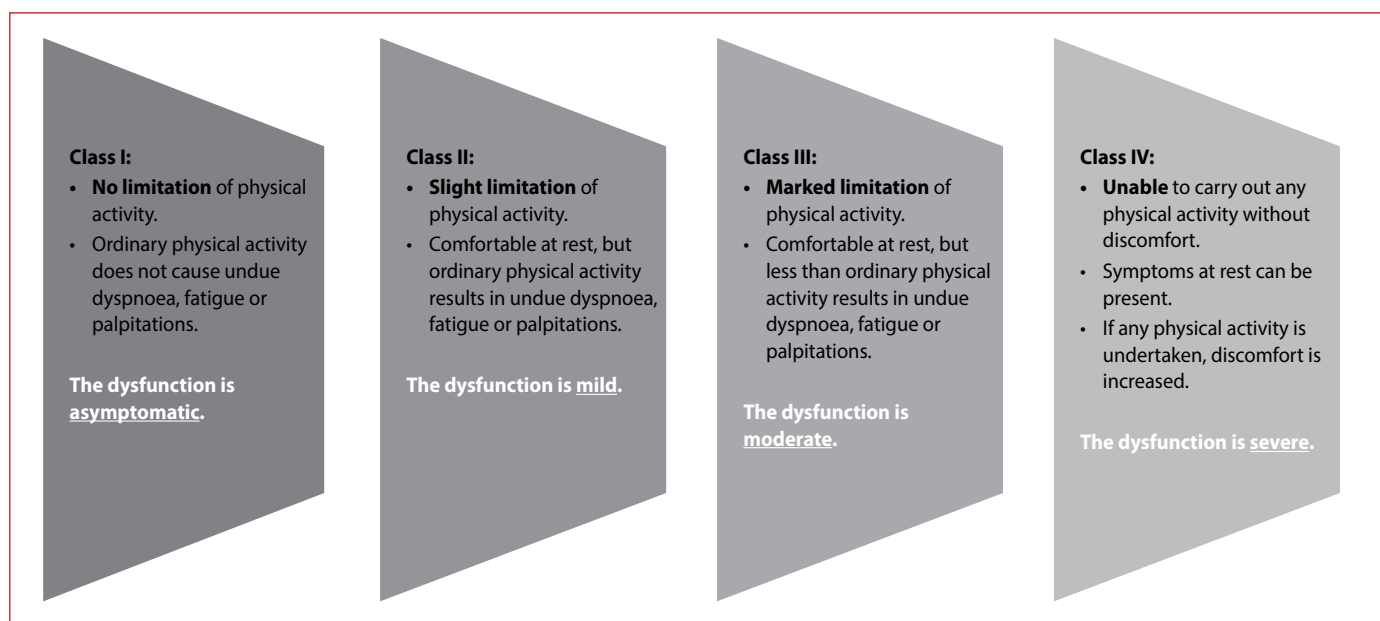 Class I:
• No limitation of physical
activity.
• Ordinary physical activity
does not cause undue
dyspnoea, fatigue or
palpitations.
The dysfunction is
asymptomatic.
Class II:
• Slight limitation of
physical activity.
• Comfortable at rest, but
ordinary physical activity
results in undue dyspnoea,
fatigue or palpitations.
The dysfunction is mild.
Class III:
• Marked limitation of
physical activity.
• Comfortable at rest, but
less than ordinary physical
activity results in undue
dyspnoea, fatigue or
palpitations.
The dysfunction is
moderate.
Class IV:
• Unable to carry out any
physical activity without
discomfort.
• Symptoms at rest can be
present.
• If any physical activity is
undertaken, discomfort is
increased.
The dysfunction is severe.